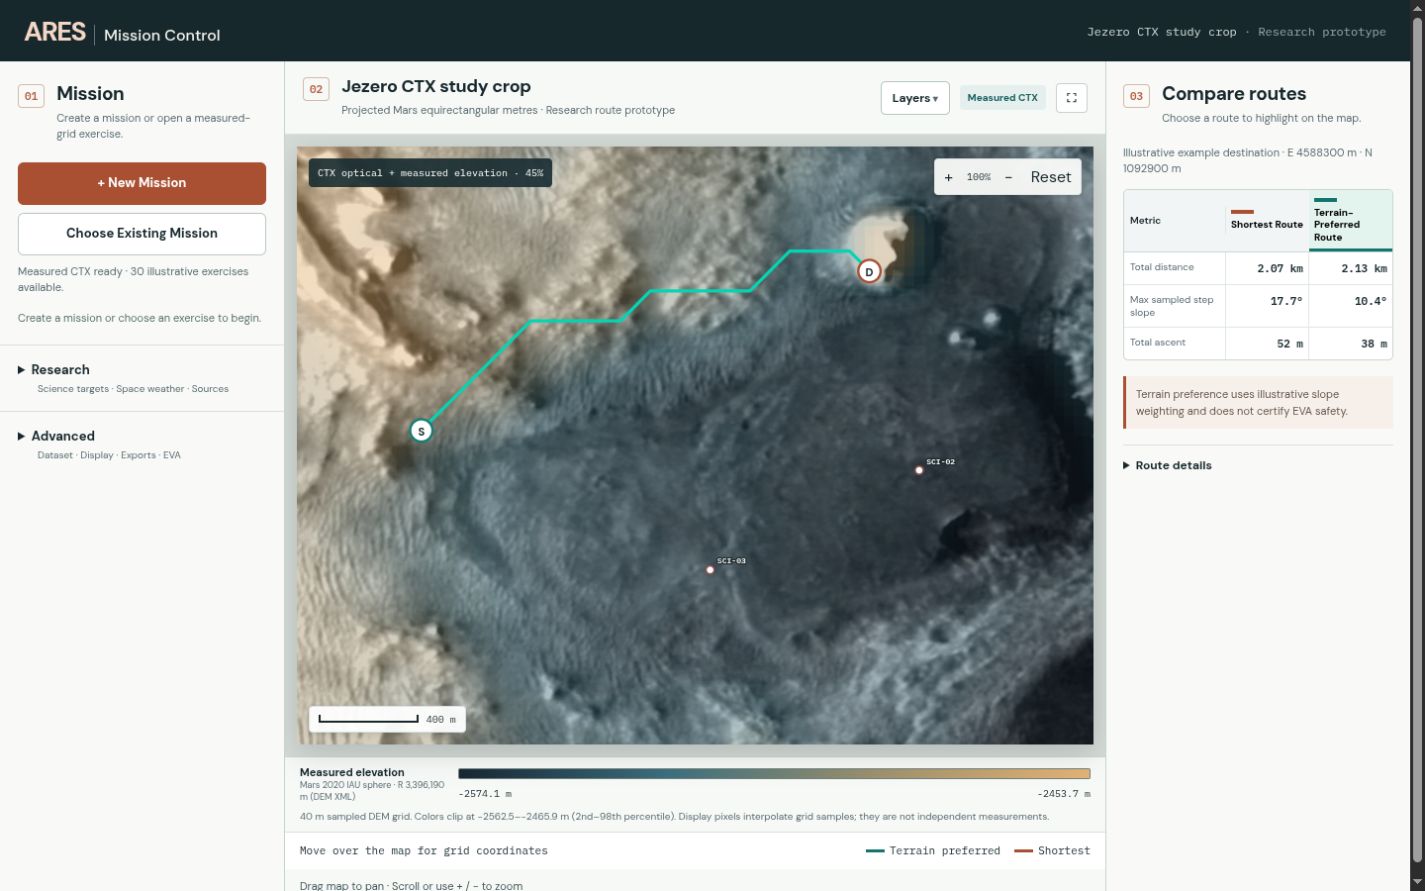 ARES Mission Control
Jezero CTX study crop · Research prototype
01 Mission
Create a mission or open a measured-
grid exercise.
+ New Mission
Choose Existing Mission
Measured CTX ready · 30 illustrative exercises
available.
Create a mission or choose an exercise to begin.
▶ Research
Science targets · Space weather · Sources
▶ Advanced
Dataset · Display · Exports · EVA
02 Jezero CTX study crop
Projected Mars equirectangular metres · Research route prototype
Layers ▾
Measured CTX
CTX optical + measured elevation · 45%
+ 100% − Reset
D
S
SCI-02
SCI-03
400 m
Measured elevation
Mars 2020 IAU sphere · R 3,396,190
m (DEM XML)
-2574.1 m
-2453.7 m
40 m sampled DEM grid. Colors clip at -2562.5–-2465.9 m (2nd–98th percentile). Display pixels interpolate grid samples; they are not independent measurements.
Move over the map for grid coordinates
Terrain preferred
Shortest
Drag map to pan · Scroll or use + / − to zoom
03 Compare routes
Choose a route to highlight on the map.
Illustrative example destination · E 4588300 m · N
1092900 m
Metric
Shortest Route
Terrain-
Preferred
Route
Total distance 2.07 km 2.13 km
Max sampled step
slope
17.7° 10.4°
Total ascent 52 m 38 m
Terrain preference uses illustrative slope
weighting and does not certify EVA safety.
▶ Route details